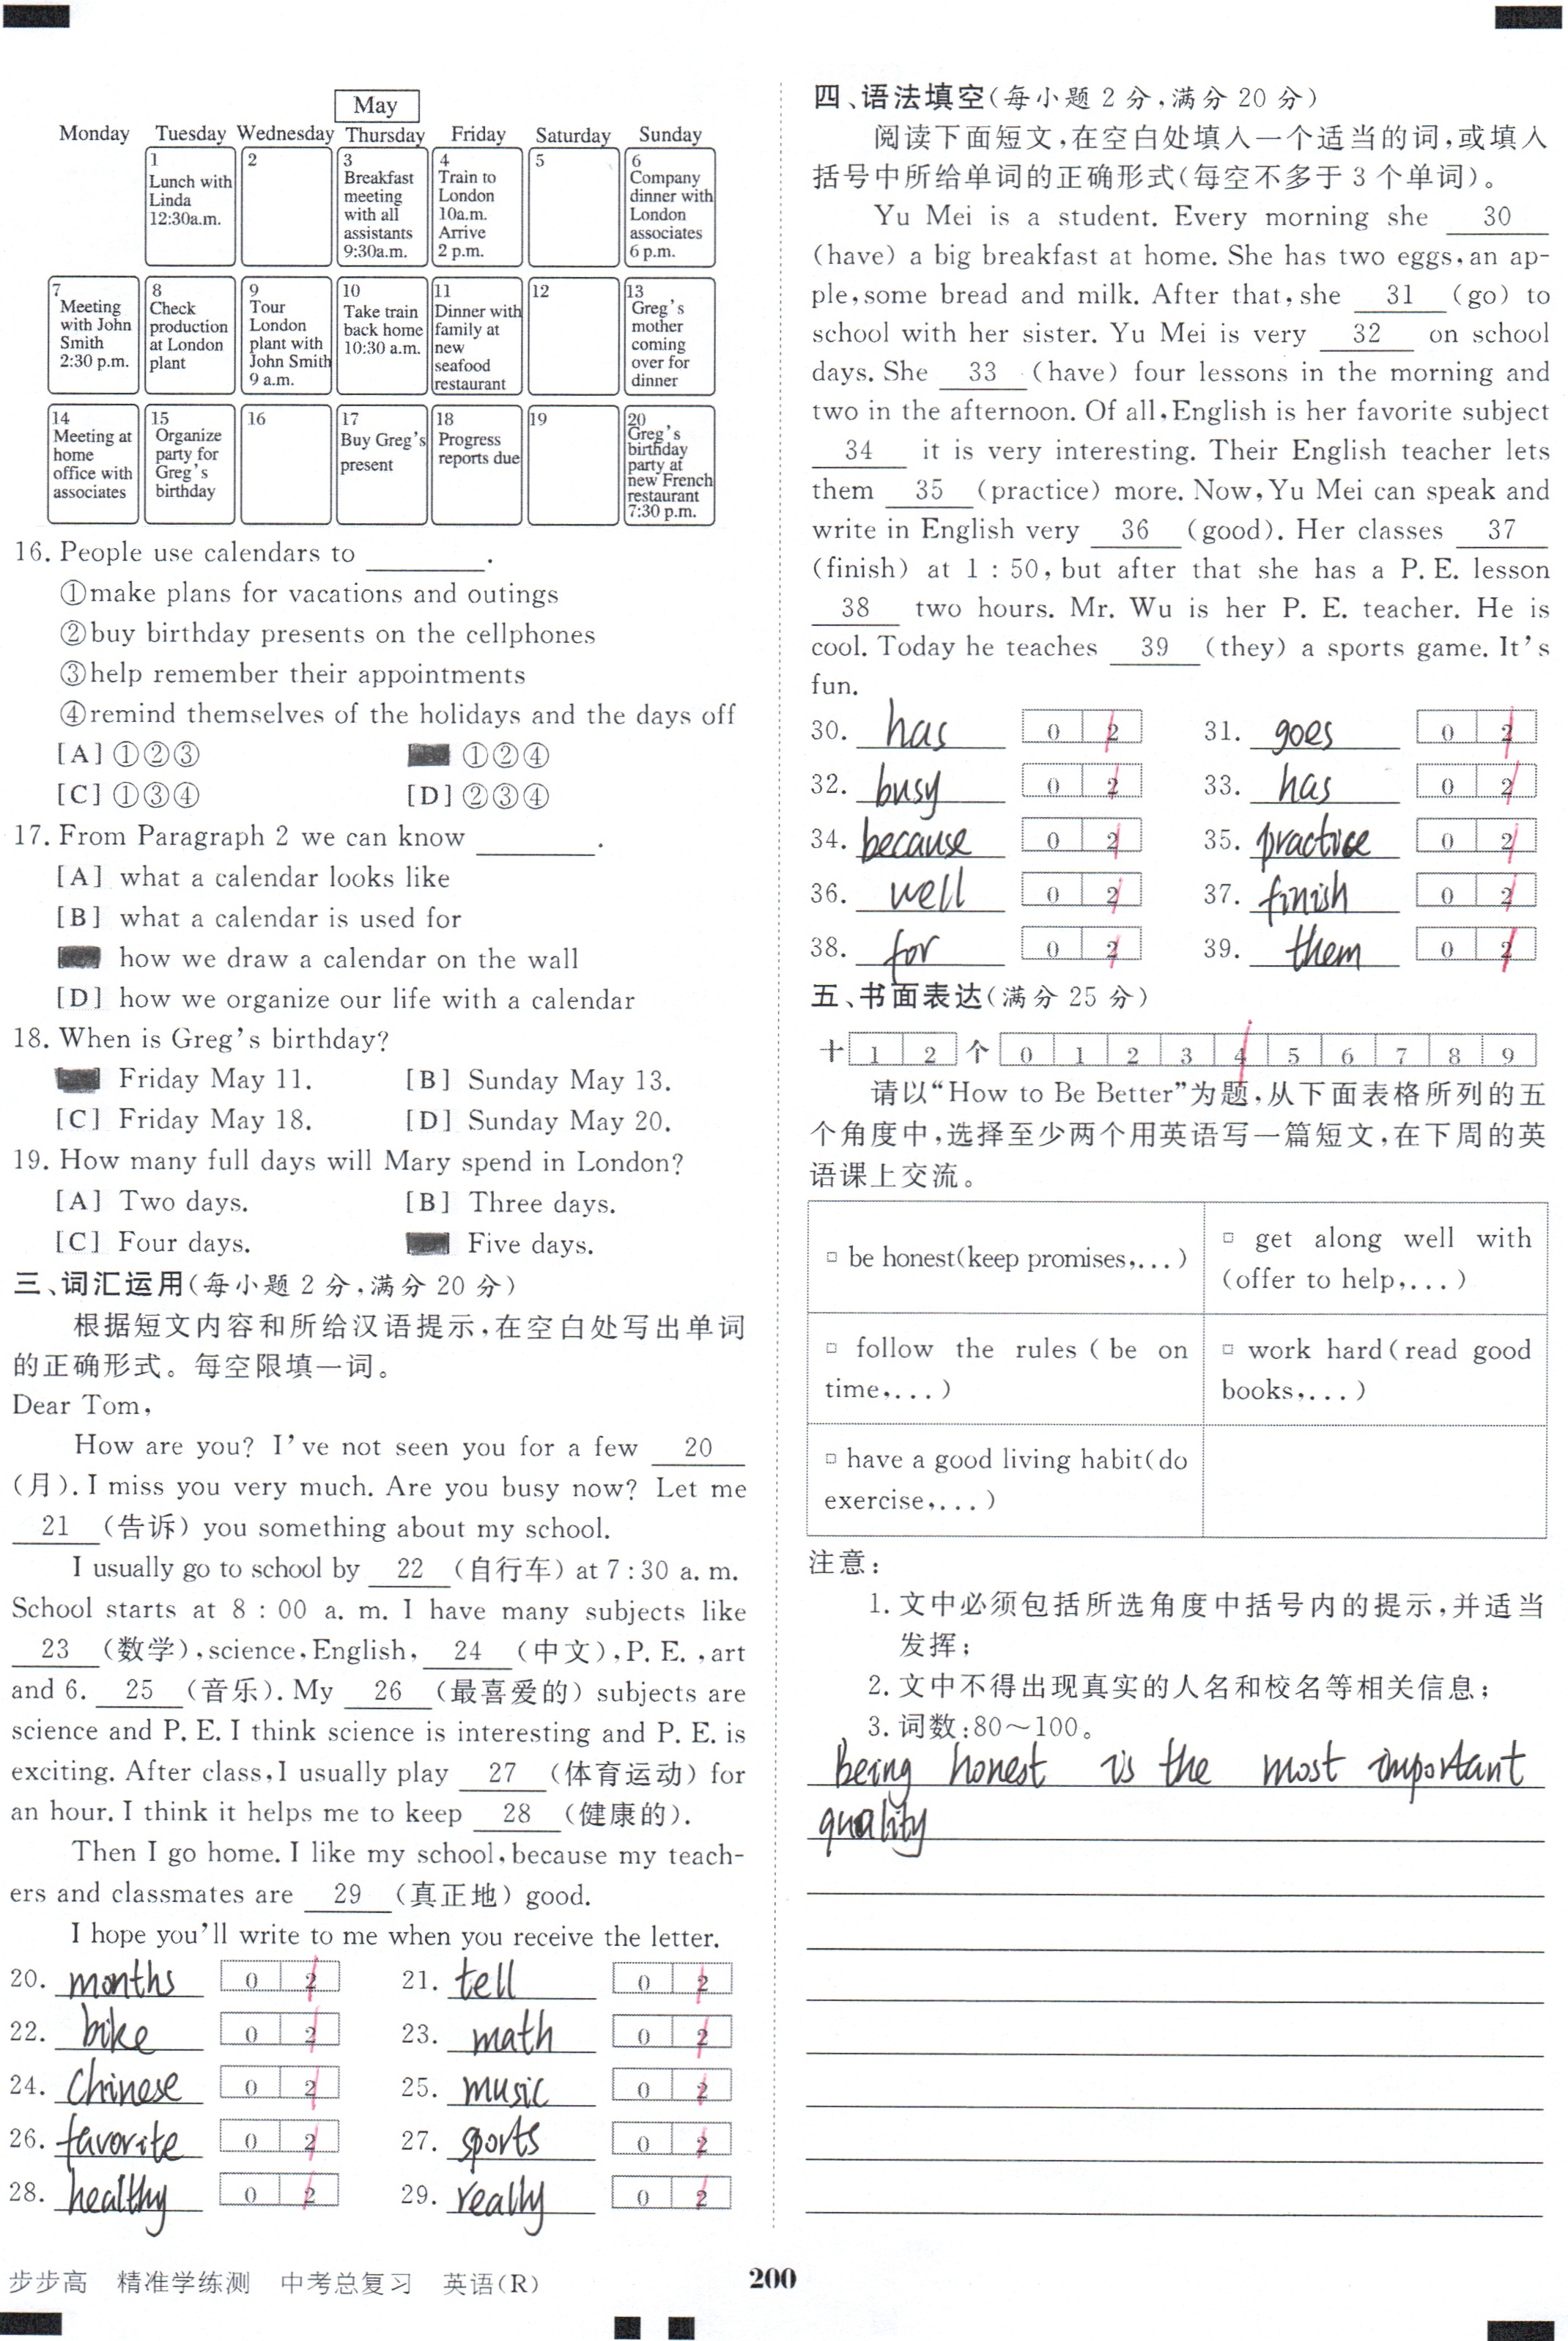 May
Monday Tuesday Wednesday Thursday Friday Saturday Sunday
1
Lunch with
Linda
12:30a.m.
2
3
Breakfast
meeting
with all
assistants
9:30a.m.
4
Train to
London
10a.m.
Arrive
2 p.m.
5
6
Company
dinner with
London
associates
6 p.m.
7
Meeting
with John
Smith
2:30 p.m.
8
Check
production
at London
plant
9
Tour
London
plant with
John Smith
9 a.m.
10
Take train
back home
10:30 a.m.
11
Dinner with
family at
new
seafood
restaurant
12
13
Greg's
mother
coming
over for
dinner
14
Meeting at
home
office with
associates
15
Organize
party for
Greg's
birthday
16
17
Buy Greg's
present
18
Progress
reports due
19
20
Greg's
birthday
party at
new French
restaurant
7:30 p.m.
16. People use calendars to ________.
①make plans for vacations and outings
②buy birthday presents on the cellphones
③help remember their appointments
④remind themselves of the holidays and the days off
[A]①②③ ①②④
[C]①③④ [D]②③④
17. From Paragraph 2 we can know ________.
[A] what a calendar looks like
[B] what a calendar is used for
how we draw a calendar on the wall
[D] how we organize our life with a calendar
18. When is Greg's birthday?
Friday May 11. [B] Sunday May 13.
[C] Friday May 18. [D] Sunday May 20.
19. How many full days will Mary spend in London?
[A] Two days. [B] Three days.
[C] Four days. Five days.
三、词汇运用(每小题2分,满分20分)
根据短文内容和所给汉语提示,在空白处写出单词
的正确形式。每空限填一词。
Dear Tom,
How are you? I've not seen you for a few 20
(月). I miss you very much. Are you busy now? Let me
21 (告诉) you something about my school.
I usually go to school by 22 (自行车) at 7:30 a. m.
School starts at 8:00 a. m. I have many subjects like
23 (数学), science, English, 24 (中文), P. E. , art
and 6. 25 (音乐). My 26 (最喜爱的) subjects are
science and P. E. I think science is interesting and P. E. is
exciting. After class, I usually play 27 (体育运动) for
an hour. I think it helps me to keep 28 (健康的).
Then I go home. I like my school, because my teach-
ers and classmates are 29 (真正地) good.
I hope you'll write to me when you receive the letter.
20. months 0 2 21. tell 0 2
22. bike 0 2 23. math 0 2
24. Chinese 0 2 25. music 0 2
26. favorite 0 2 27. sports 0 2
28. healthy 0 2 29. really 0 2
四、语法填空(每小题2分,满分20分)
阅读下面短文,在空白处填入一个适当的词,或填入
括号中所给单词的正确形式(每空不多于3个单词)。
Yu Mei is a student. Every morning she 30
(have) a big breakfast at home. She has two eggs, an ap-
ple, some bread and milk. After that, she 31 (go) to
school with her sister. Yu Mei is very 32 on school
days. She 33 (have) four lessons in the morning and
two in the afternoon. Of all, English is her favorite subject
34 it is very interesting. Their English teacher lets
them 35 (practice) more. Now, Yu Mei can speak and
write in English very 36 (good). Her classes 37
(finish) at 1:50, but after that she has a P. E. lesson
38 two hours. Mr. Wu is her P. E. teacher. He is
cool. Today he teaches 39 (they) a sports game. It's
fun.
30. has 0 2 31. goes 0 2
32. busy 0 2 33. has 0 2
34. because 0 2 35. practice 0 2
36. well 0 2 37. finish 0 2
38. for 0 2 39. them 0 2
五、书面表达(满分25分)
十 1 2 个 0 1 2 3 4 5 6 7 8 9
请以“How to Be Better”为题,从下面表格所列的五
个角度中,选择至少两个用英语写一篇短文,在下周的英
语课上交流。
□ be honest(keep promises,...)
□ get along well with
(offer to help,...)
□ follow the rules (be on
time,...)
□ work hard(read good
books,...)
□ have a good living habit(do
exercise,...)
注意:
1. 文中必须包括所选角度中括号内的提示,并适当
发挥;
2. 文中不得出现真实的人名和校名等相关信息;
3. 词数:80~100。
Being honest is the most important
quality
步步高 精准学练测 中考总复习 英语(R)
200